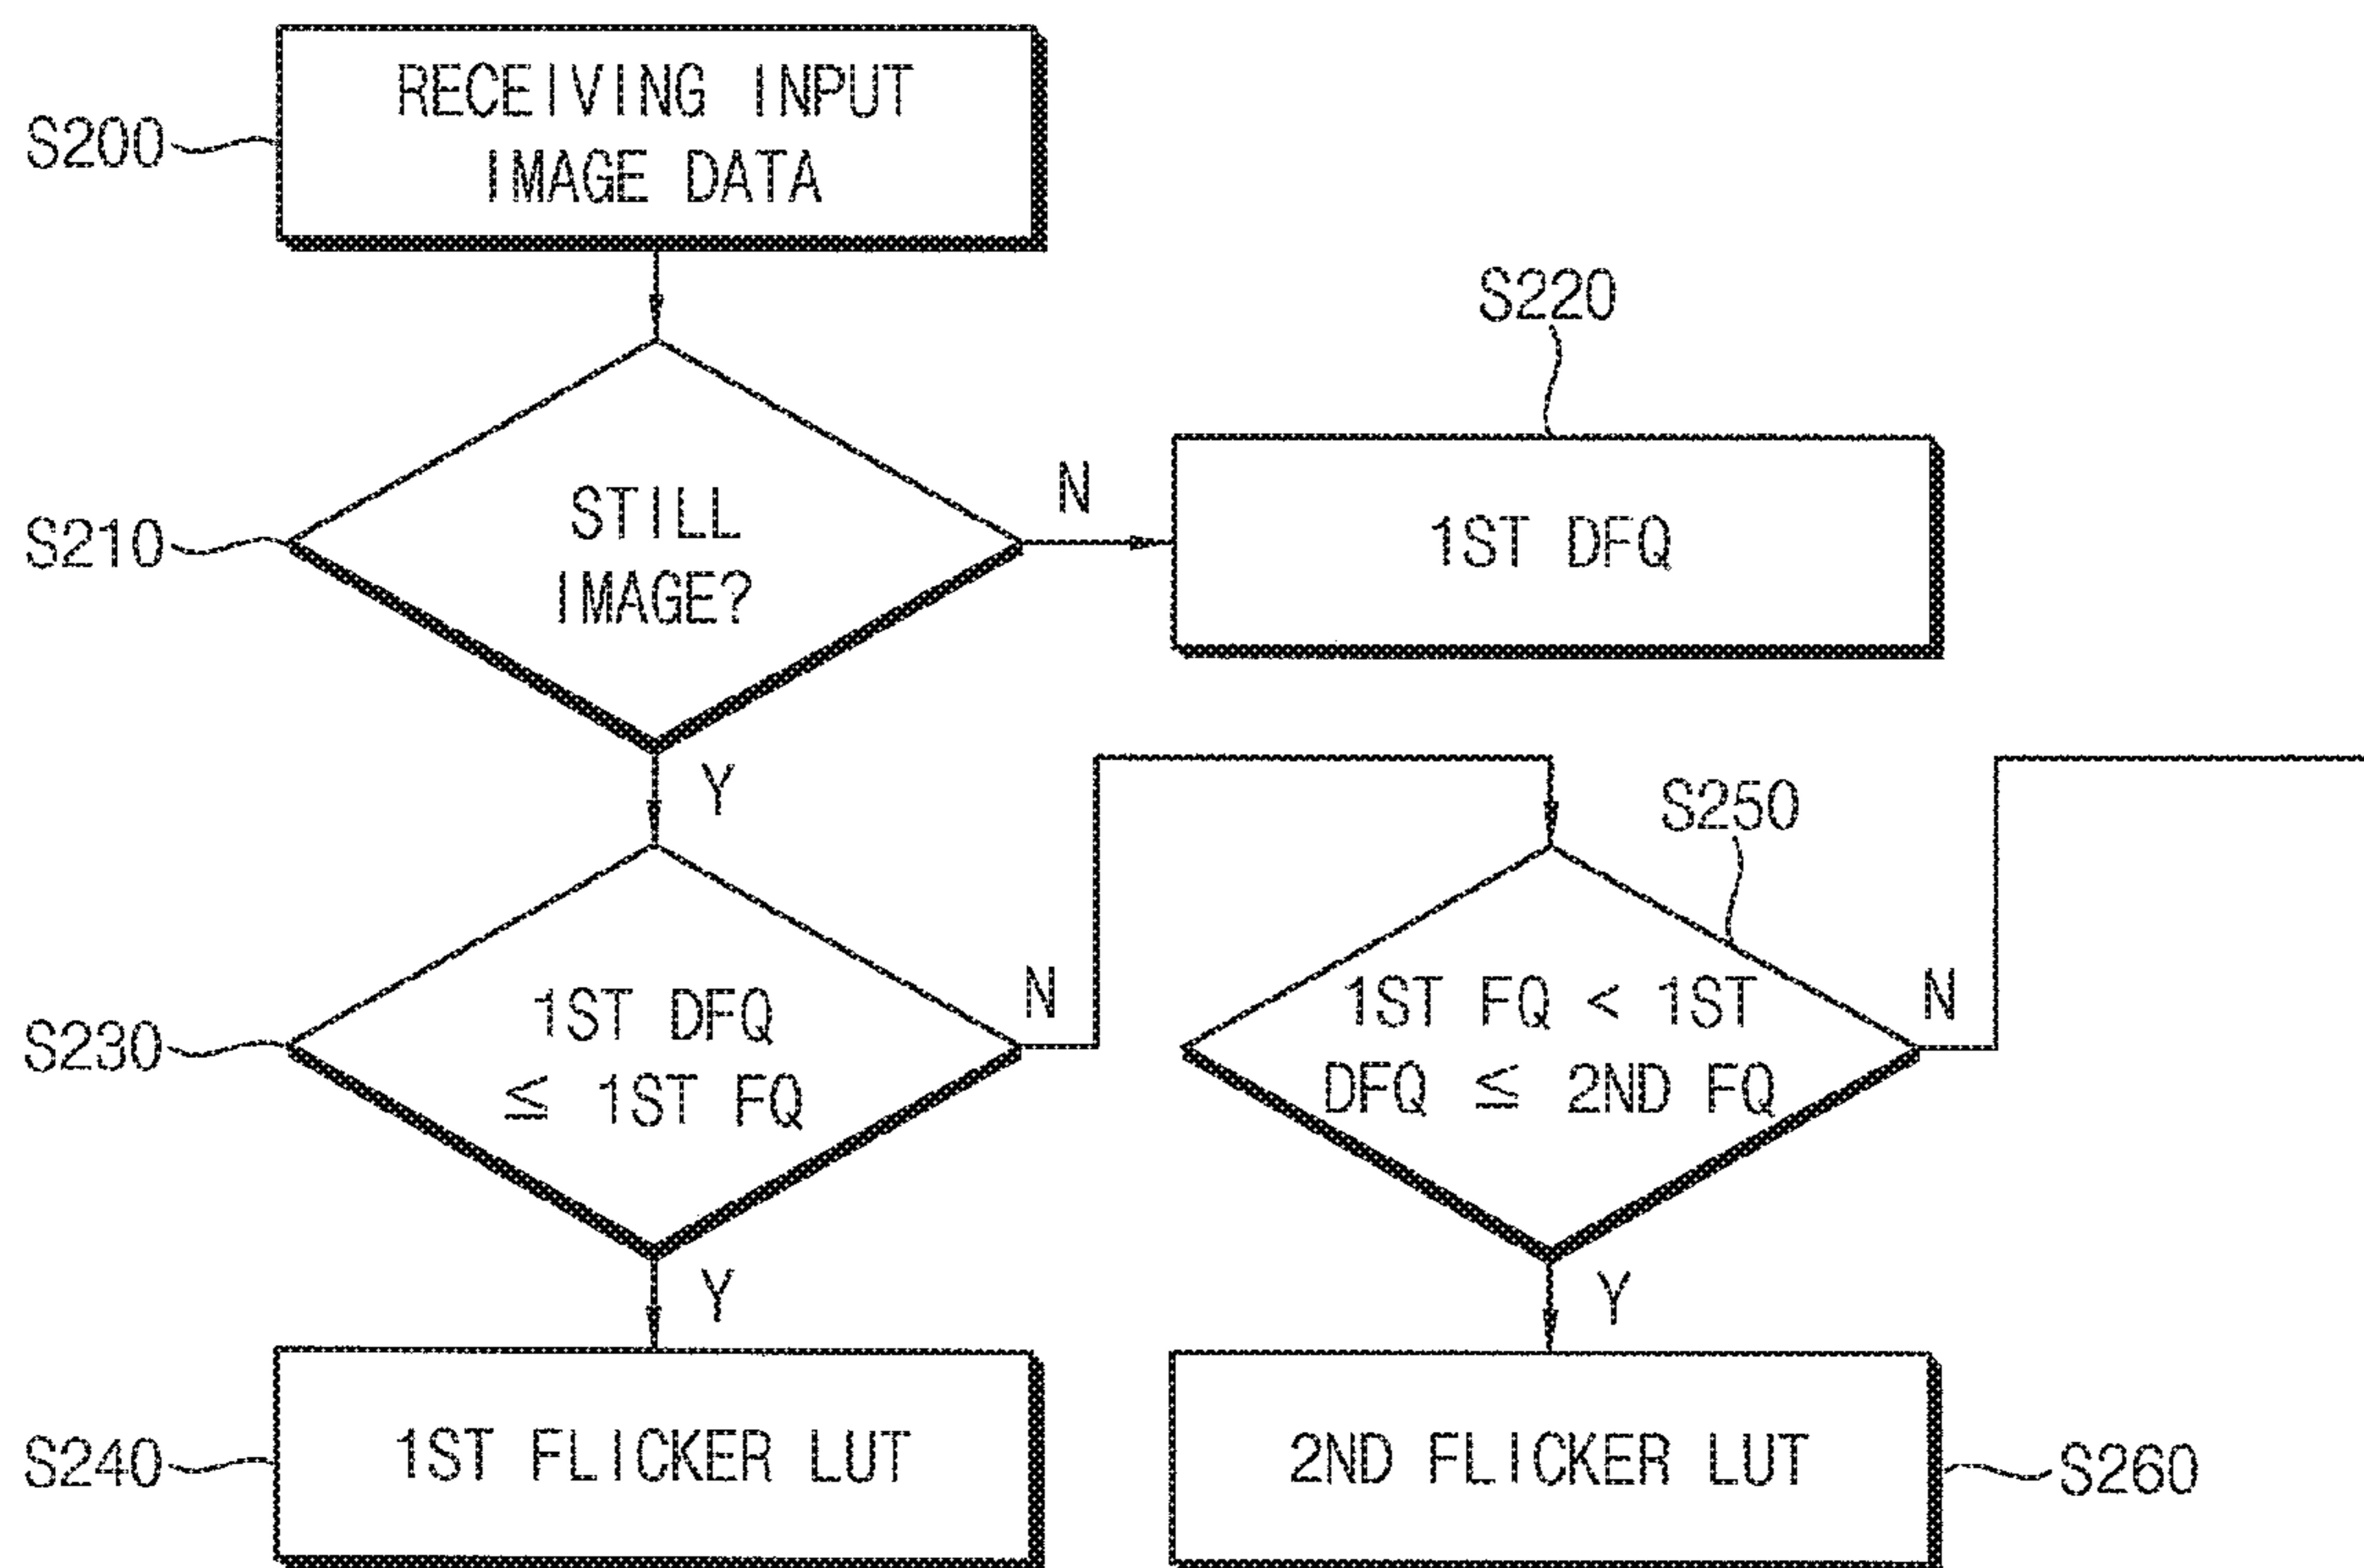 S200
RECEIVING INPUT
IMAGE DATA
S210
STILL
IMAGE?
N
S220
1ST DFQ
Y
S230
1ST DFQ
≤ 1ST FQ
N
S250
1ST FQ < 1ST
DFQ ≤ 2ND FQ
N
Y
Y
S240
1ST FLICKER LUT
2ND FLICKER LUT
S260